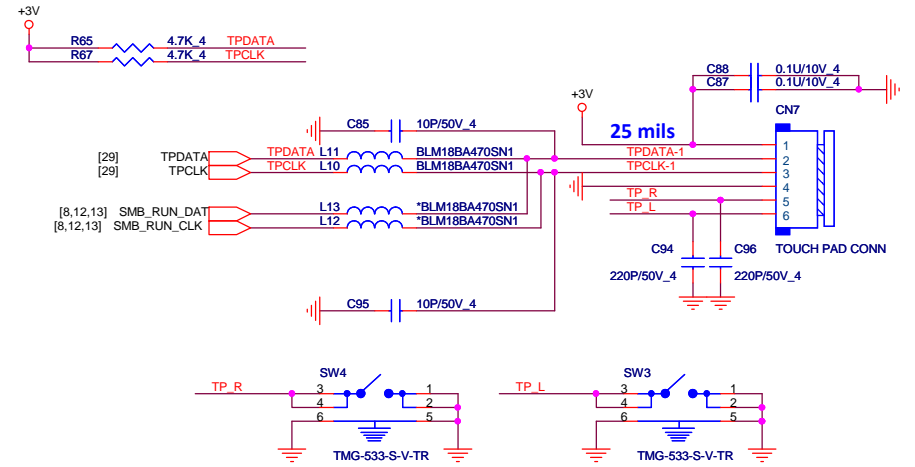 +3V
R65 4.7K_4 TPDATA
R67 4.7K_4 TPCLK
C88 0.1U/10V_4
C87 0.1U/10V_4
+3V
CN7
C85 10P/50V_4
25 mils
1
[29] TPDATA TPDATA L11 BLM18BA470SN1 TPDATA-1 2
[29] TPCLK TPCLK L10 BLM18BA470SN1 TPCLK-1 3
4
TP_R 5
[8,12,13] SMB_RUN_DAT L13 *BLM18BA470SN1 TP_L 6
[8,12,13] SMB_RUN_CLK L12 *BLM18BA470SN1
C94 C96 TOUCH PAD CONN
220P/50V_4 220P/50V_4
C95 10P/50V_4
SW4 SW3
TP_R 3 1 TP_L 3 1
4 2 4 2
6 5 6 5
TMG-533-S-V-TR TMG-533-S-V-TR